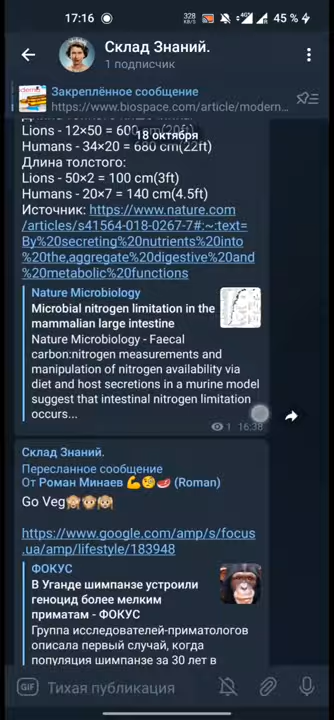 17:16
328
KB
4G
45 %
Склад Знаний.
1 подписчик
Закреплённое сообщение
https://www.biospace.com/article/modern...
Lions - 12×50 = 600 cm(20ft)
18 октября
Humans - 34×20 = 680 cm(22ft)
Длина толстого:
Lions - 50×2 = 100 cm(3ft)
Humans - 20×7 = 140 cm(4.5ft)
Источник: https://www.nature.com
/articles/s41564-018-0267-7#:~:text=
By%20secreting%20nutrients%20into
%20the,aggregate%20digestive%20and
%20metabolic%20functions
Nature Microbiology
Microbial nitrogen limitation in the
mammalian large intestine
Nature Microbiology - Faecal
carbon:nitrogen measurements and
manipulation of nitrogen availability via
diet and host secretions in a murine model
suggest that intestinal nitrogen limitation
occurs...
1 16:38
Склад Знаний.
Пересланное сообщение
От Роман Минаев 💪🧐🥩 (Roman)
Go Veg🙈🐵🙉
https://www.google.com/amp/s/focus
.ua/amp/lifestyle/183948
ФОКУС
В Уганде шимпанзе устроили
геноцид более мелким
приматам - ФОКУС
Группа исследователей-приматологов
описала первый случай, когда
популяция шимпанзе за 30 лет в
GIF
Тихая публикация